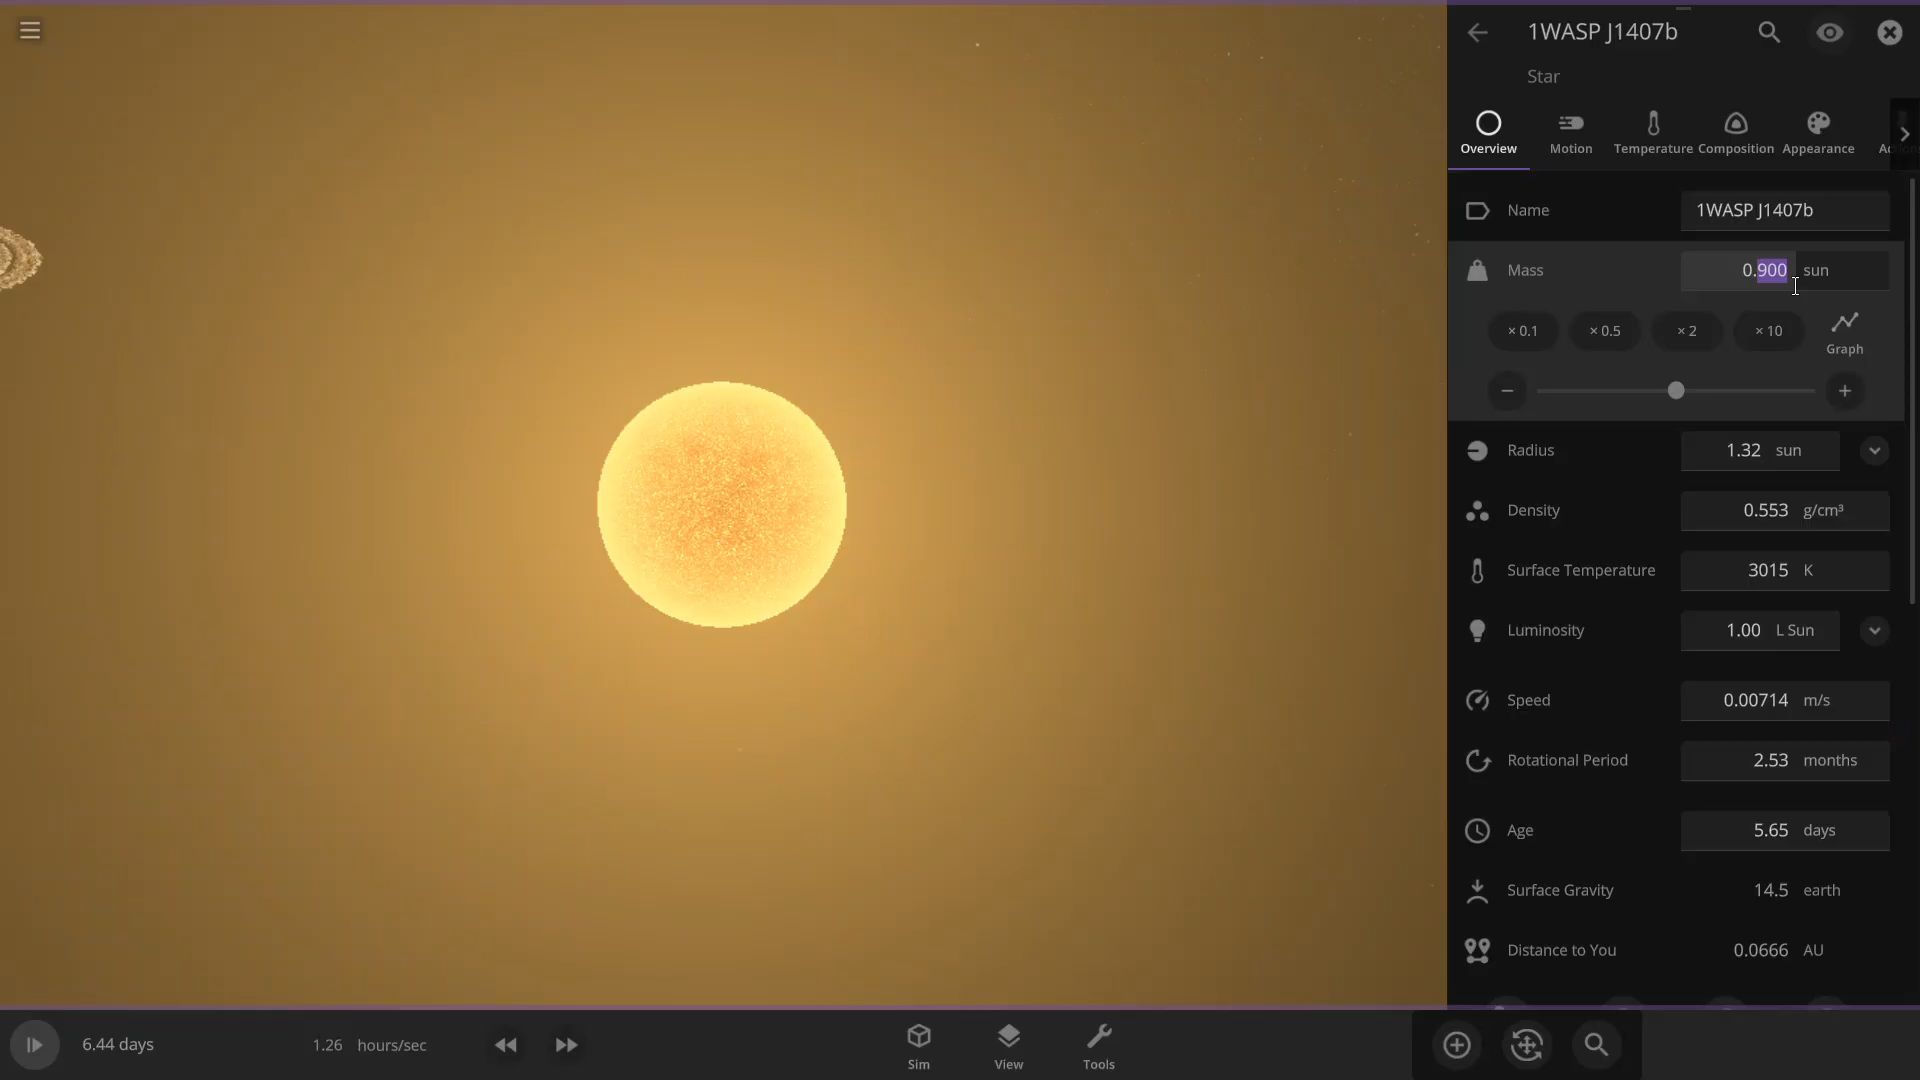 1WASP J1407b
Star
Overview
Motion
Temperature
Composition
Appearance
Name
1WASP J1407b
Mass
0.900 sun
× 0.1
× 0.5
× 2
× 10
Graph
Radius
1.32 sun
Density
0.553 g/cm³
Surface Temperature
3015 K
Luminosity
1.00 L Sun
Speed
0.00714 m/s
Rotational Period
2.53 months
Age
5.65 days
Surface Gravity
14.5 earth
Distance to You
0.0666 AU
6.44 days
1.26 hours/sec
Sim
View
Tools